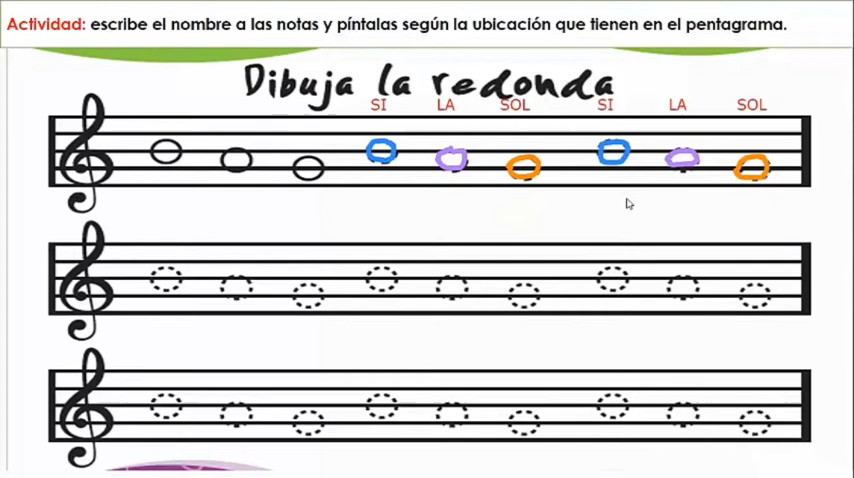 Actividad: escribe el nombre a las notas y píntalas según la ubicación que tienen en el pentagrama.
Dibuja la redonda
SI LA SOL SI LA SOL